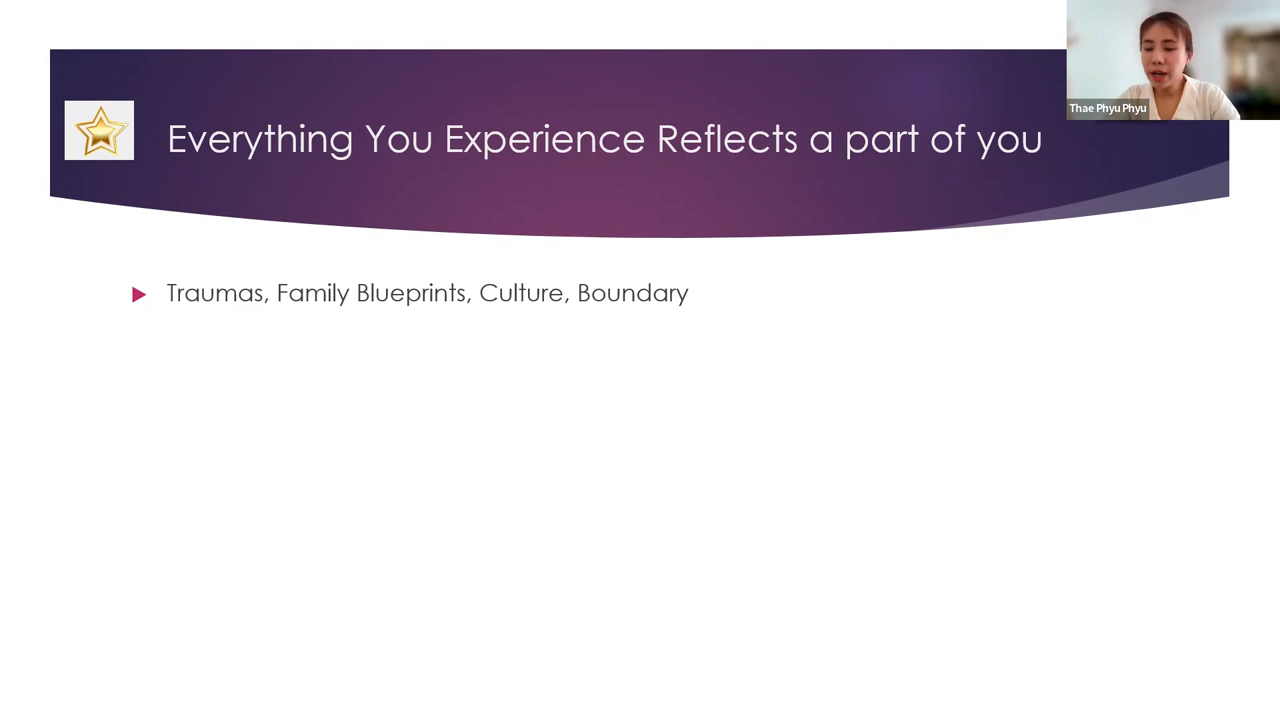 Everything You Experience Reflects a part of you
Thae Phyu Phyu
Traumas, Family Blueprints, Culture, Boundary